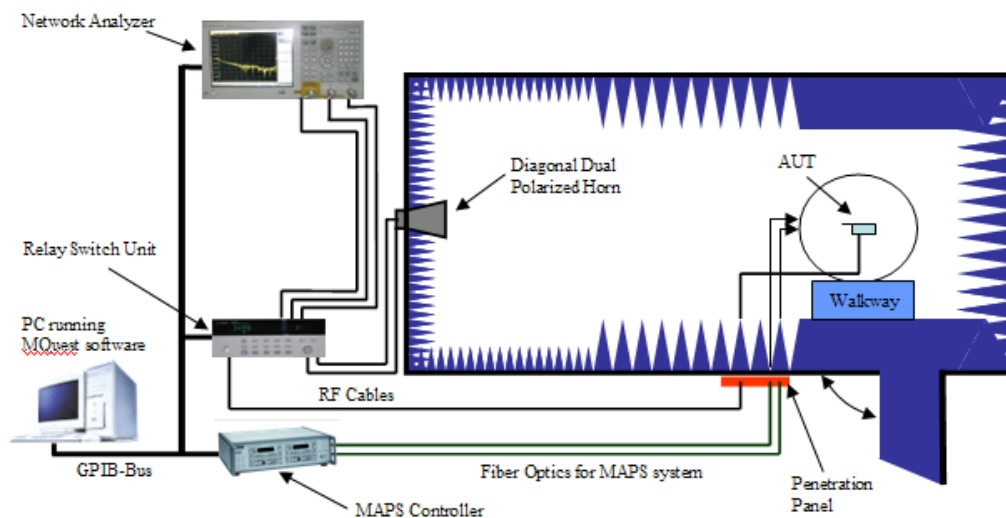 Network Analyzer
Diagonal Dual
Polarized Horn
AUT
Relay Switch Unit
Walkway
PC running
MQuest software
RF Cables
GPIB-Bus
Fiber Optics for MAPS system
Penetration
Panel
MAPS Controller